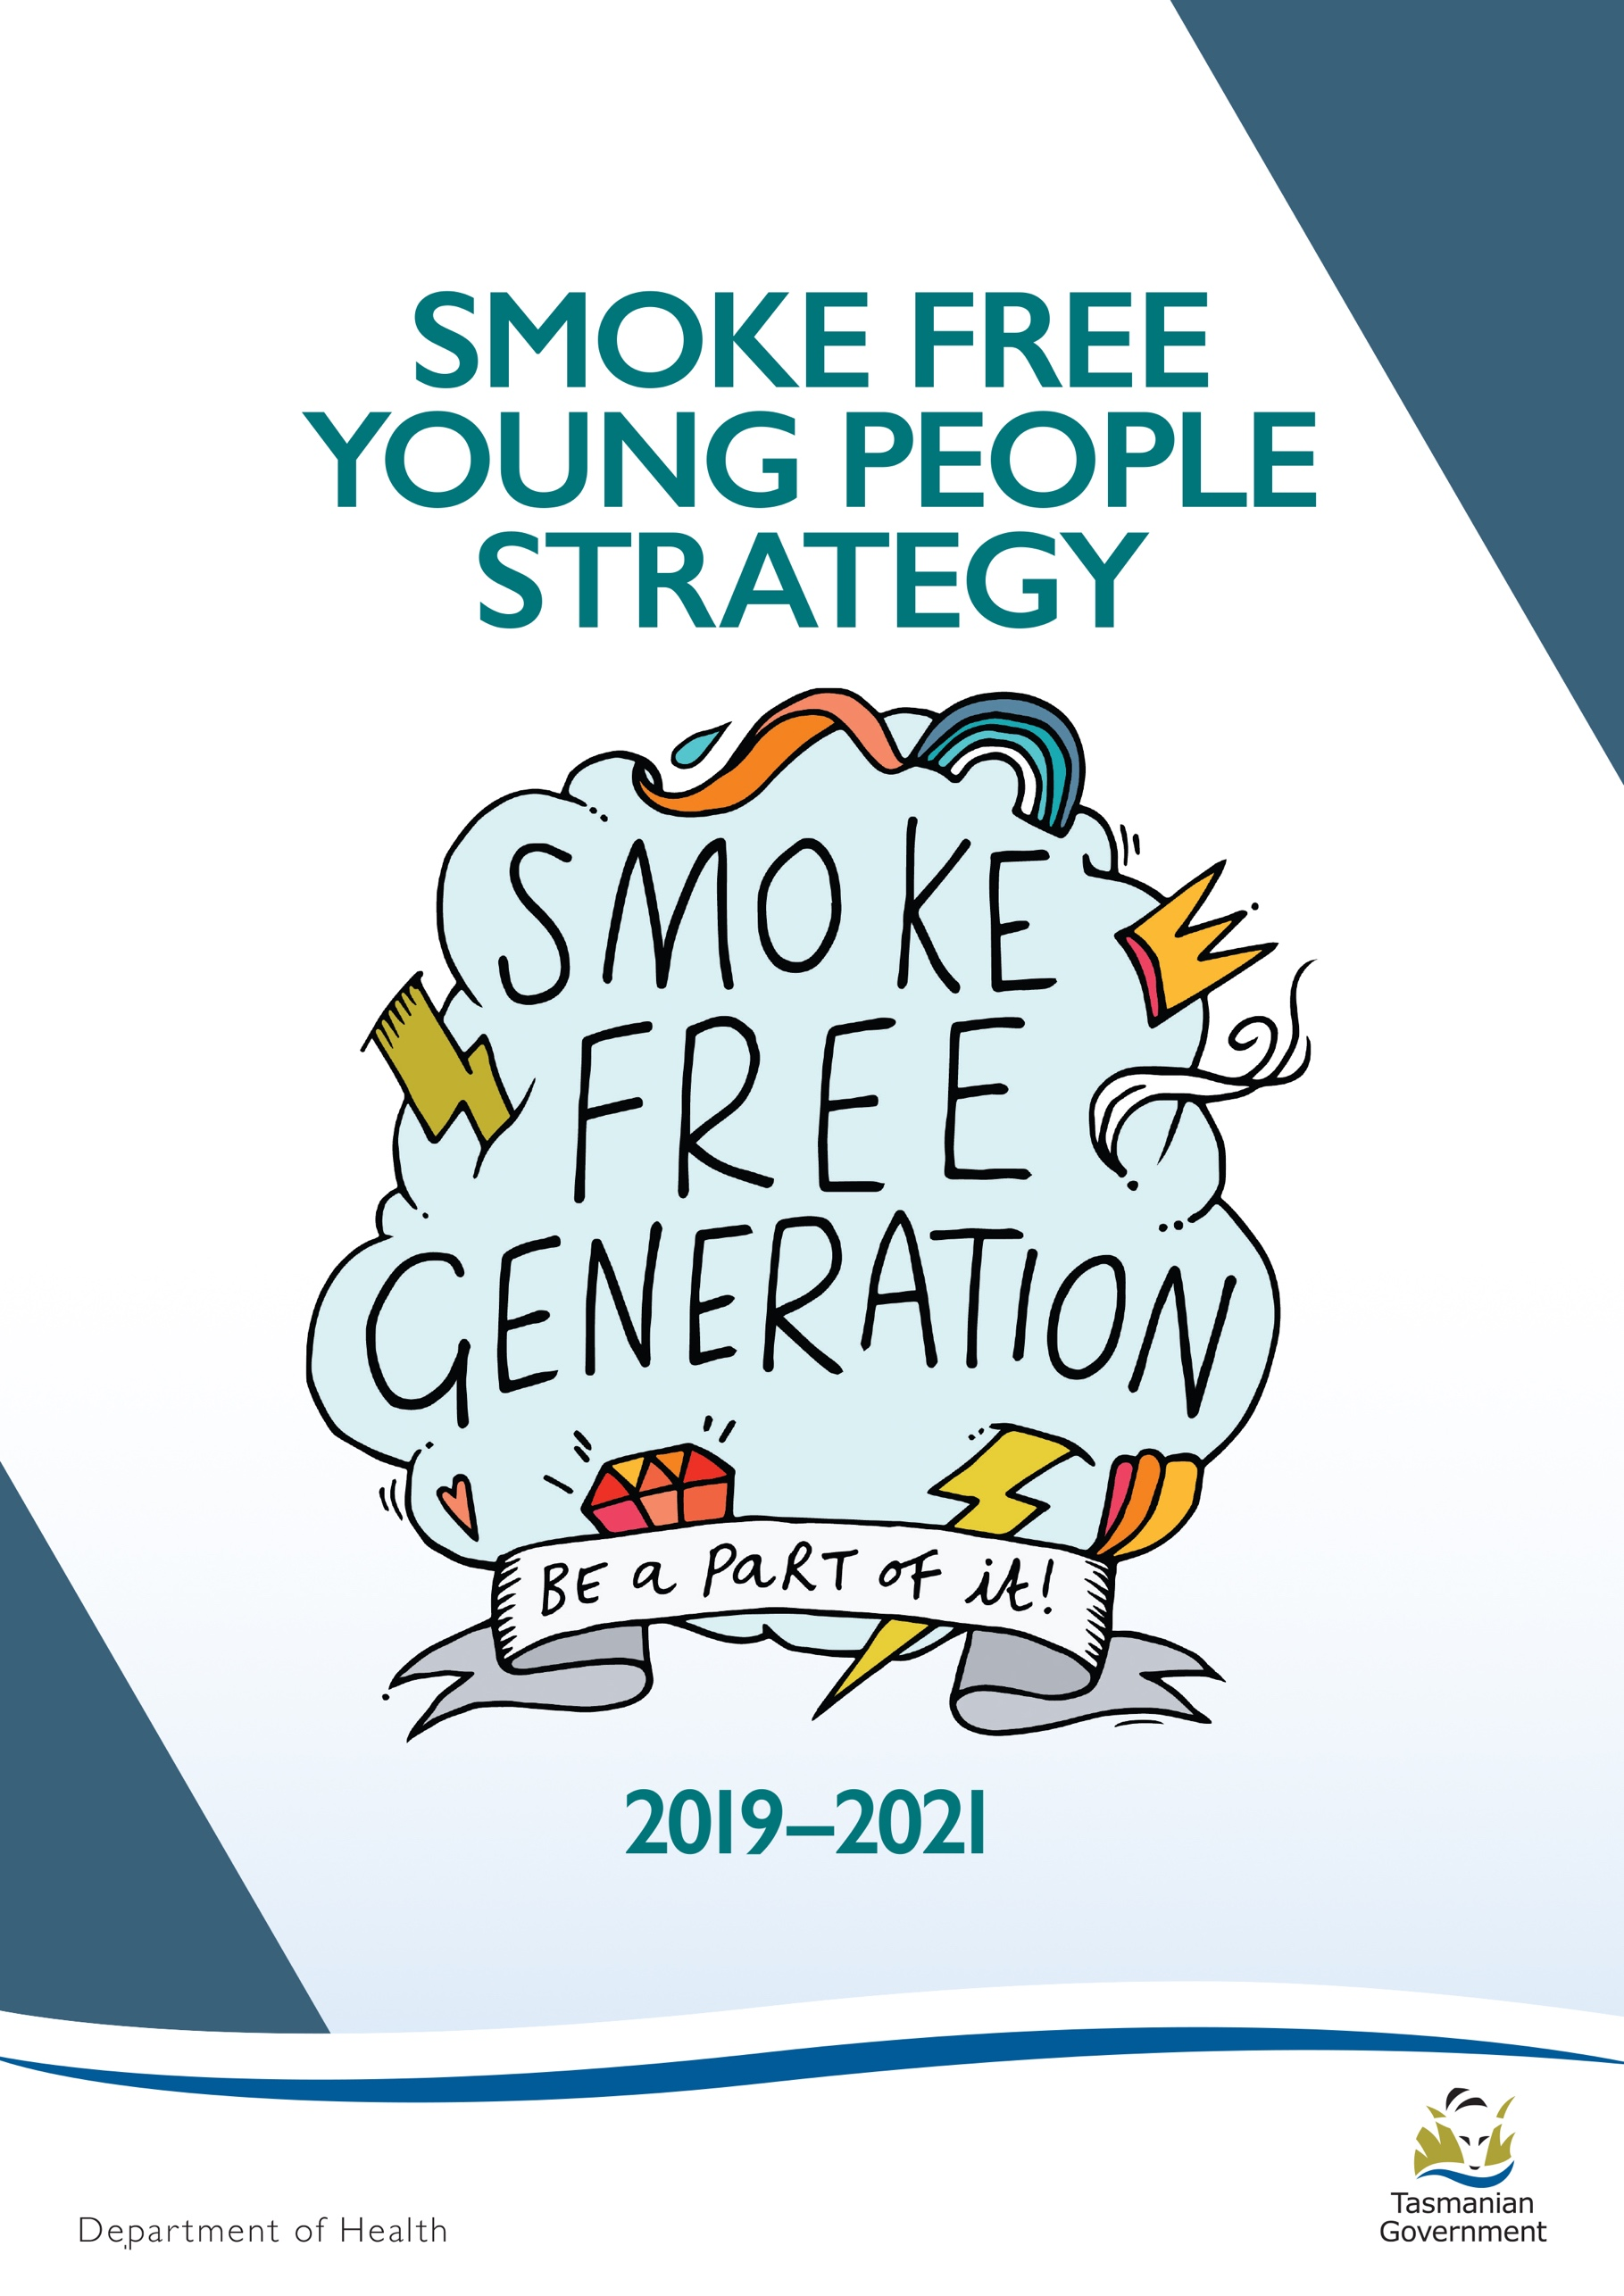 SMOKE FREE
YOUNG PEOPLE
STRATEGY
SMOKE
FREE
GENERATION
BE a PaRT of it!
2019—2021
Department of Health
Tasmanian
Government